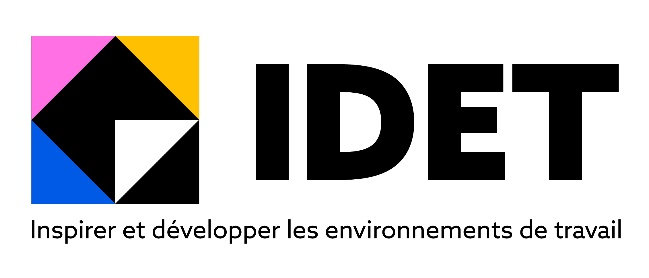 IDET
Inspirer et développer les environnements de travail